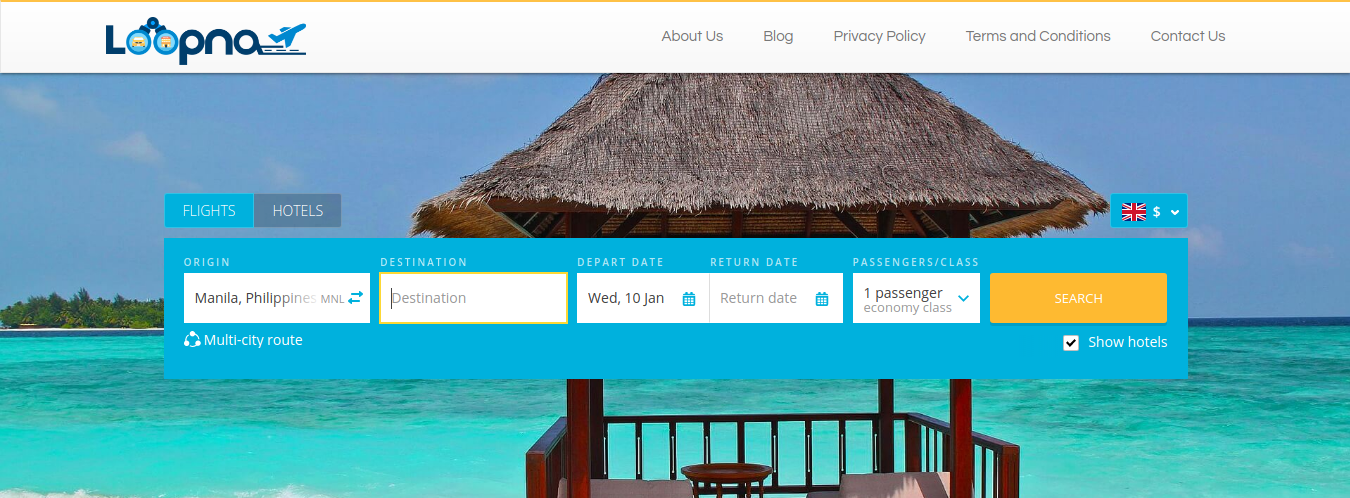 Loopna
About Us Blog Privacy Policy Terms and Conditions Contact Us
FLIGHTS HOTELS
$
ORIGIN DESTINATION DEPART DATE RETURN DATE PASSENGERS/CLASS
Manila, Philippines MNL Destination Wed, 10 Jan Return date 1 passenger SEARCH
economy class
Multi-city route Show hotels